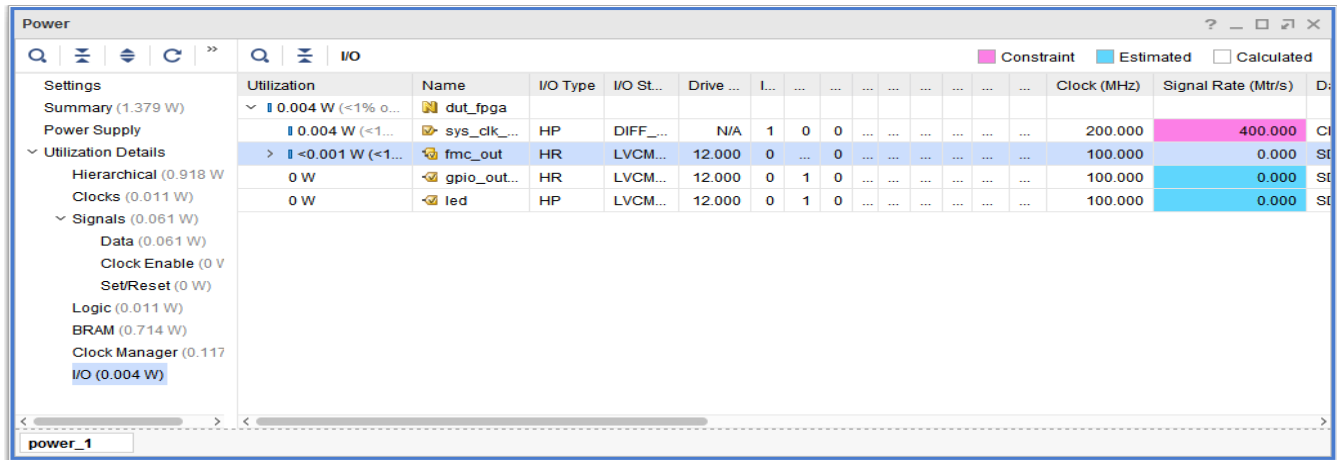 Power
I/O Constraint Estimated Calculated
Settings
Summary (1.379 W)
Power Supply
Utilization Details
Hierarchical (0.918 W
Clocks (0.011 W)
Signals (0.061 W)
Data (0.061 W)
Clock Enable (0 W
Set/Reset (0 W)
Logic (0.011 W)
BRAM (0.714 W)
Clock Manager (0.117
I/O (0.004 W)
Utilization Name I/O Type I/O St... Drive ... I... ... ... ... ... ... ... ... Clock (MHz) Signal Rate (Mtr/s) Da
0.004 W (<1% o... dut_fpga
0.004 W (<1... sys_clk_... HP DIFF_... N/A 1 0 0 ... ... ... ... ... 200.000 400.000 Cl
<0.001 W (<1... fmc_out HR LVCM... 12.000 0 ... 0 ... ... ... ... ... 100.000 0.000 SD
0 W gpio_out... HR LVCM... 12.000 0 1 0 ... ... ... ... ... 100.000 0.000 SD
0 W led HP LVCM... 12.000 0 1 0 ... ... ... ... ... 100.000 0.000 SD
power_1